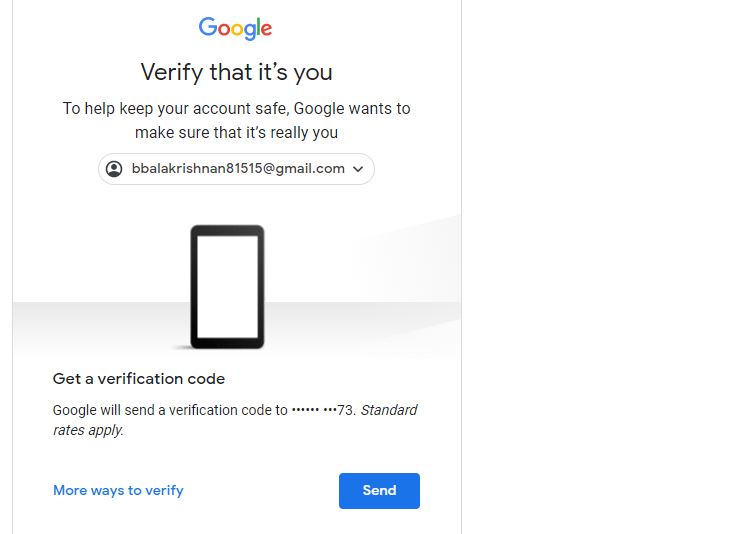 Google
Verify that it's you
To help keep your account safe, Google wants to
make sure that it's really you
bbalakrishnan81515@gmail.com
Get a verification code
Google will send a verification code to •••••• •••73. Standard
rates apply.
More ways to verify
Send